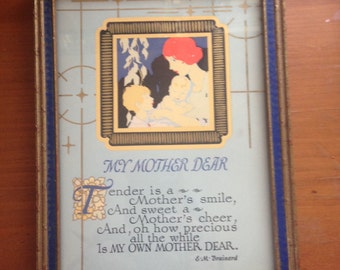 MY MOTHER DEAR
Tender is a
Mother's smile,
And sweet a
Mother's cheer,
And, oh how precious
all the while
Is MY OWN MOTHER DEAR.
E. M. Brainard